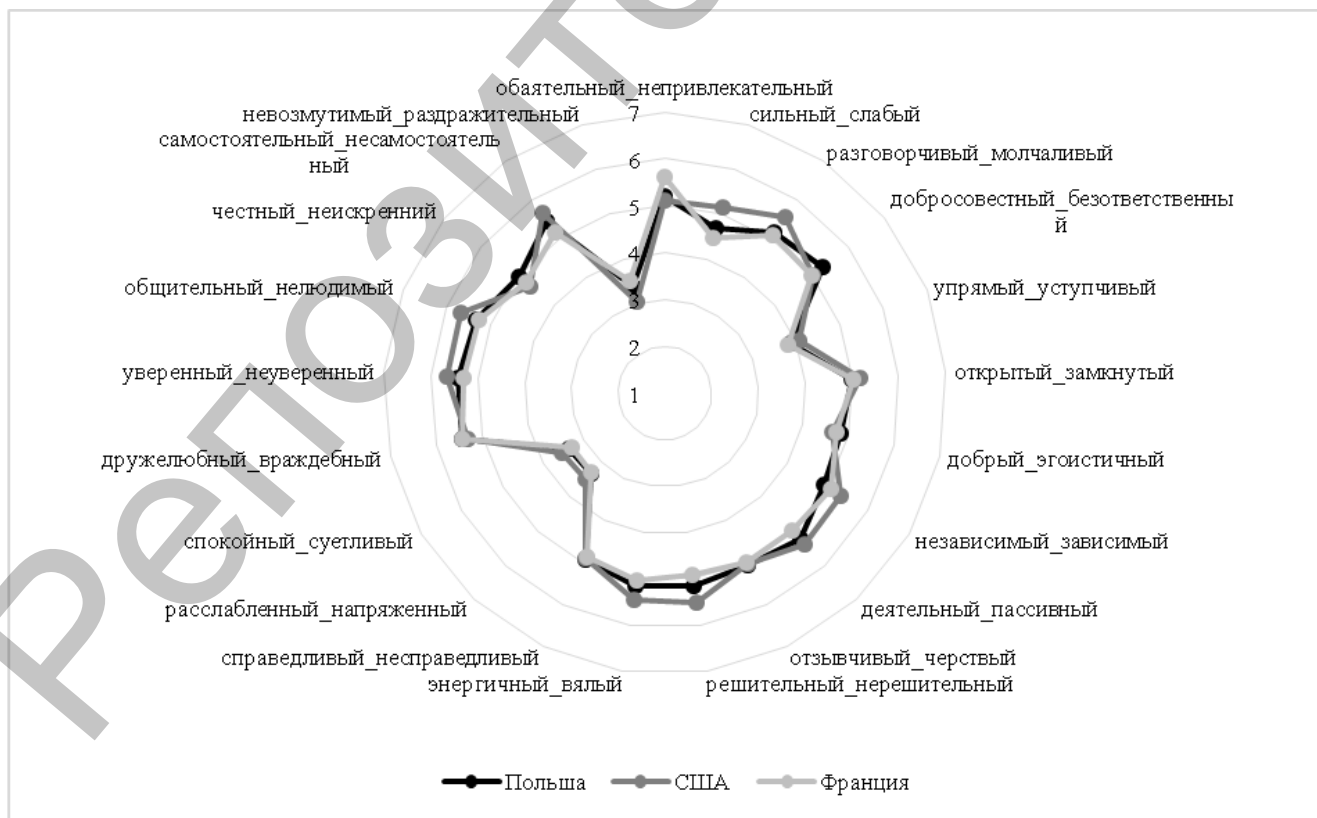 Репозито
обаятельный_непривлекательный
невозмутимый_раздражительный
сильный_слабый
самостоятельный_несамостоятель
ный
разговорчивый_молчаливый
честный_неискренний
добросовестный_безответственны
й
общительный_нелюдимый
упрямый_уступчивый
уверенный_неуверенный
открытый_замкнутый
дружелюбный_враждебный
добрый_эгоистичный
спокойный_суетливый
независимый_зависимый
расслабленный_напряженный
деятельный_пассивный
справедливый_несправедливый
отзывчивый_черствый
энергичный_вялый
решительный_нерешительный
7
6
5
4
3
2
1
Польша
США
Франция